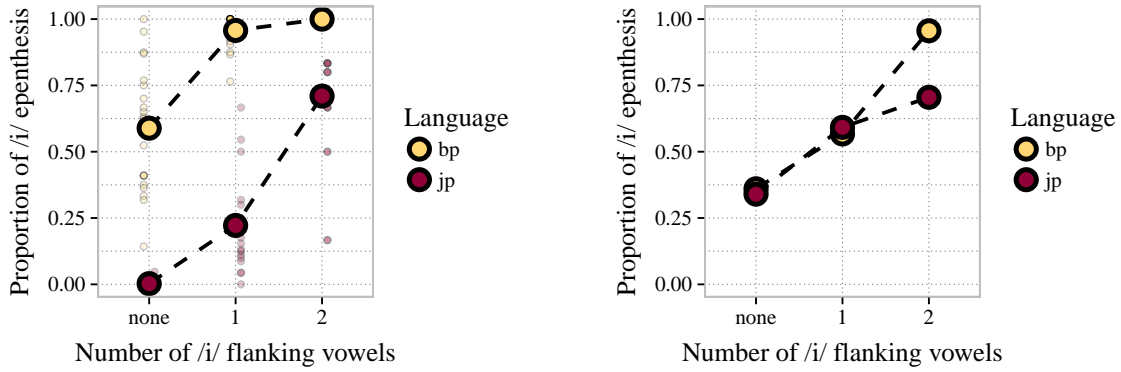 Proportion of /i/ epenthesis
1.00
0.75
0.50
0.25
0.00
none 1 2
Number of /i/ flanking vowels
Language
bp
jp
Proportion of /i/ epenthesis
1.00
0.75
0.50
0.25
0.00
none 1 2
Number of /i/ flanking vowels
Language
bp
jp